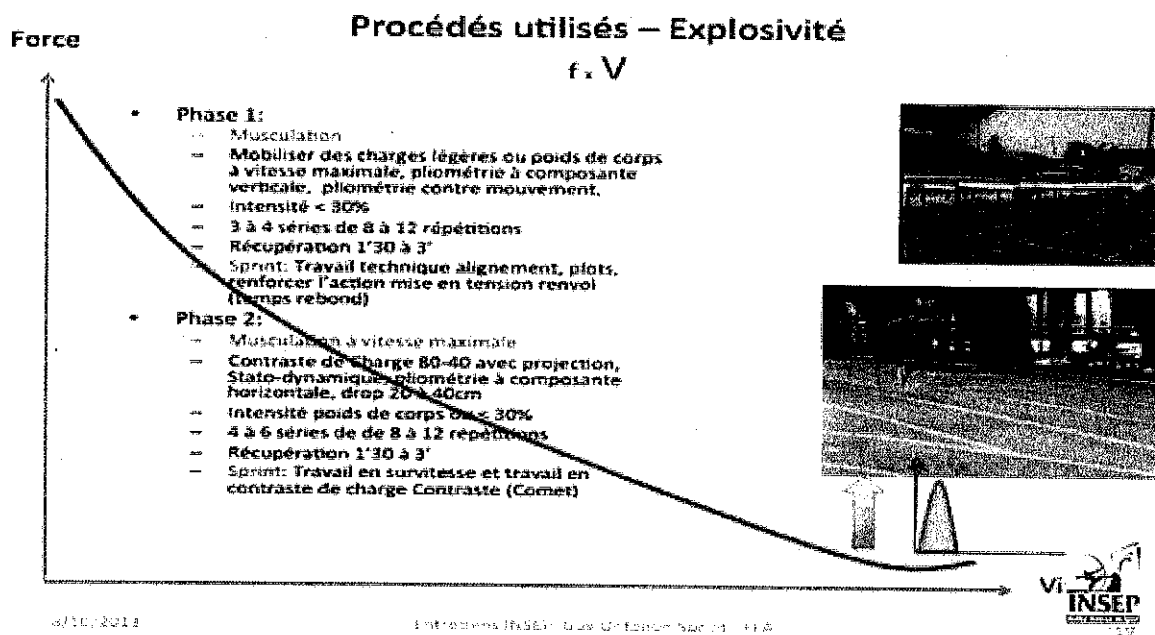 Procédés utilisés – Explosivité
Force
f x V
• Phase 1:
– Musculation
– Mobiliser des charges légères ou poids de corps
à vitesse maximale, pliométrie à composante
verticale, pliométrie contre mouvement.
– Intensité < 30%
– 3 à 4 séries de 8 à 12 répétitions
– Récupération 1'30 à 3'
– Sprint: Travail technique alignement, plots,
renforcer l'action mise en tension renvoi
(temps rebond)
• Phase 2:
– Musculation à vitesse maximale
– Contraste de Charge 80-40 avec projection,
Stato-dynamique, pliométrie à composante
horizontale, drop 20 à 40cm
– Intensité poids de corps ou < 30%
– 4 à 6 séries de de 8 à 12 répétitions
– Récupération 1'30 à 3'
– Sprint: Travail en survitesse et travail en
contraste de charge Contraste (Comet)
Vi
INSEP
Entretiens INSEP